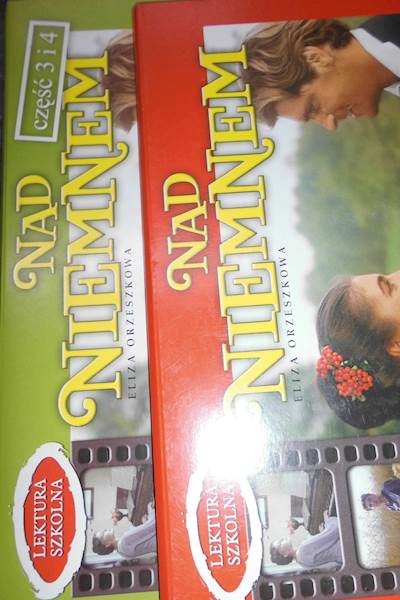 część 3 i 4
NAD
NIEMNEM
ELIZA ORZESZKOWA
LEKTURA
SZKOLNA
NAD
NIEMNEM
ELIZA ORZESZKOWA
LEKTURA
SZKOLNA